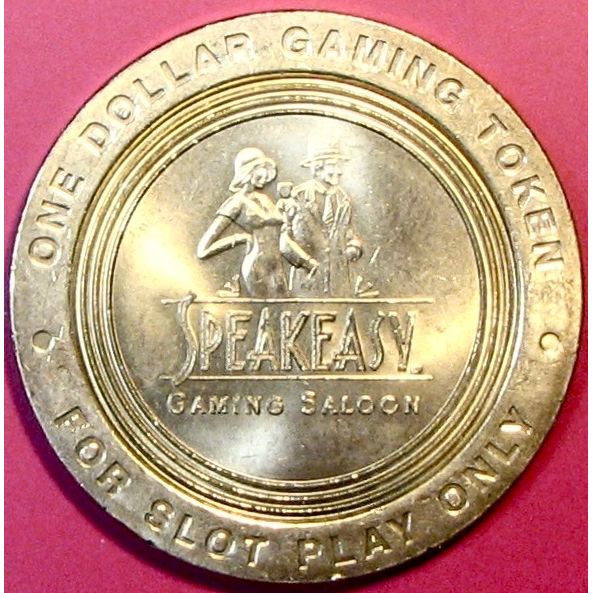 ONE DOLLAR GAMING TOKEN
SPEAKEASY
GAMING SALOON
FOR SLOT PLAY ONLY